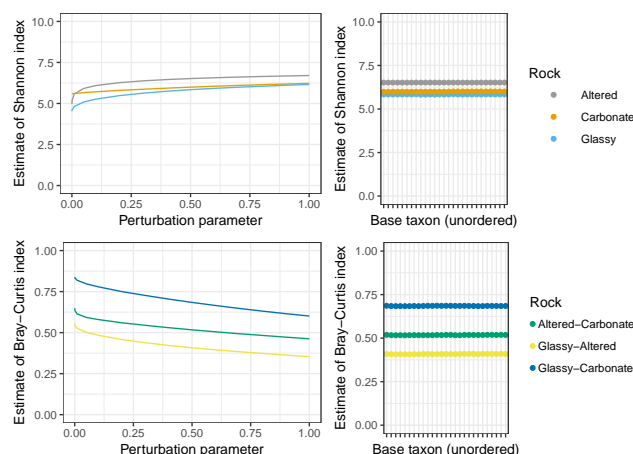 Estimate of Shannon index
10.0
7.5
5.0
2.5
0.0
0.00 0.25 0.50 0.75 1.00
Perturbation parameter
Estimate of Shannon index
10.0
7.5
5.0
2.5
0.0
Base taxon (unordered)
Rock
Altered
Carbonate
Glassy
Estimate of Bray−Curtis index
1.00
0.75
0.50
0.25
0.00
0.00 0.25 0.50 0.75 1.00
Perturbation parameter
Estimate of Bray−Curtis index
1.00
0.75
0.50
0.25
0.00
Base taxon (unordered)
Rock
Altered−Carbonate
Glassy−Altered
Glassy−Carbonate